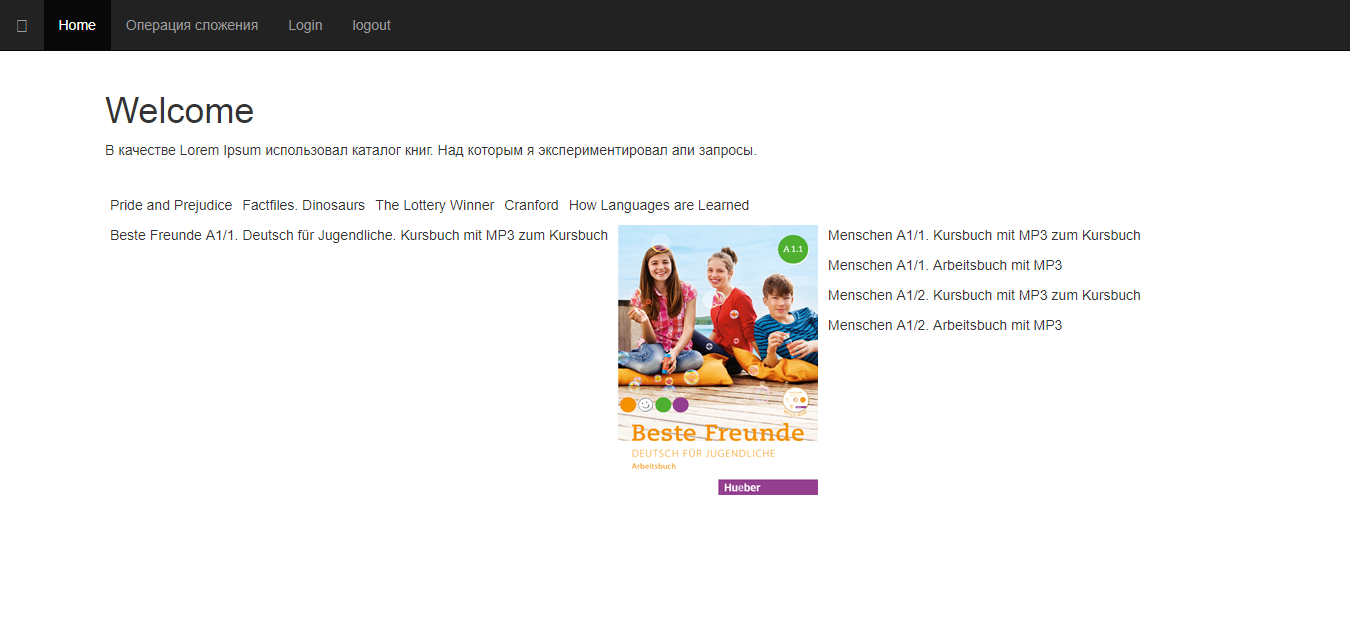 Home Операция сложения Login logout
Welcome
В качестве Lorem Ipsum использовал каталог книг. Над которым я экспериментировал апи запросы.
Pride and Prejudice Factfiles. Dinosaurs The Lottery Winner Cranford How Languages are Learned
Beste Freunde A1/1. Deutsch für Jugendliche. Kursbuch mit MP3 zum Kursbuch
A 1.1
Beste Freunde
DEUTSCH FÜR JUGENDLICHE
Arbeitsbuch
Hueber
Menschen A1/1. Kursbuch mit MP3 zum Kursbuch
Menschen A1/1. Arbeitsbuch mit MP3
Menschen A1/2. Kursbuch mit MP3 zum Kursbuch
Menschen A1/2. Arbeitsbuch mit MP3